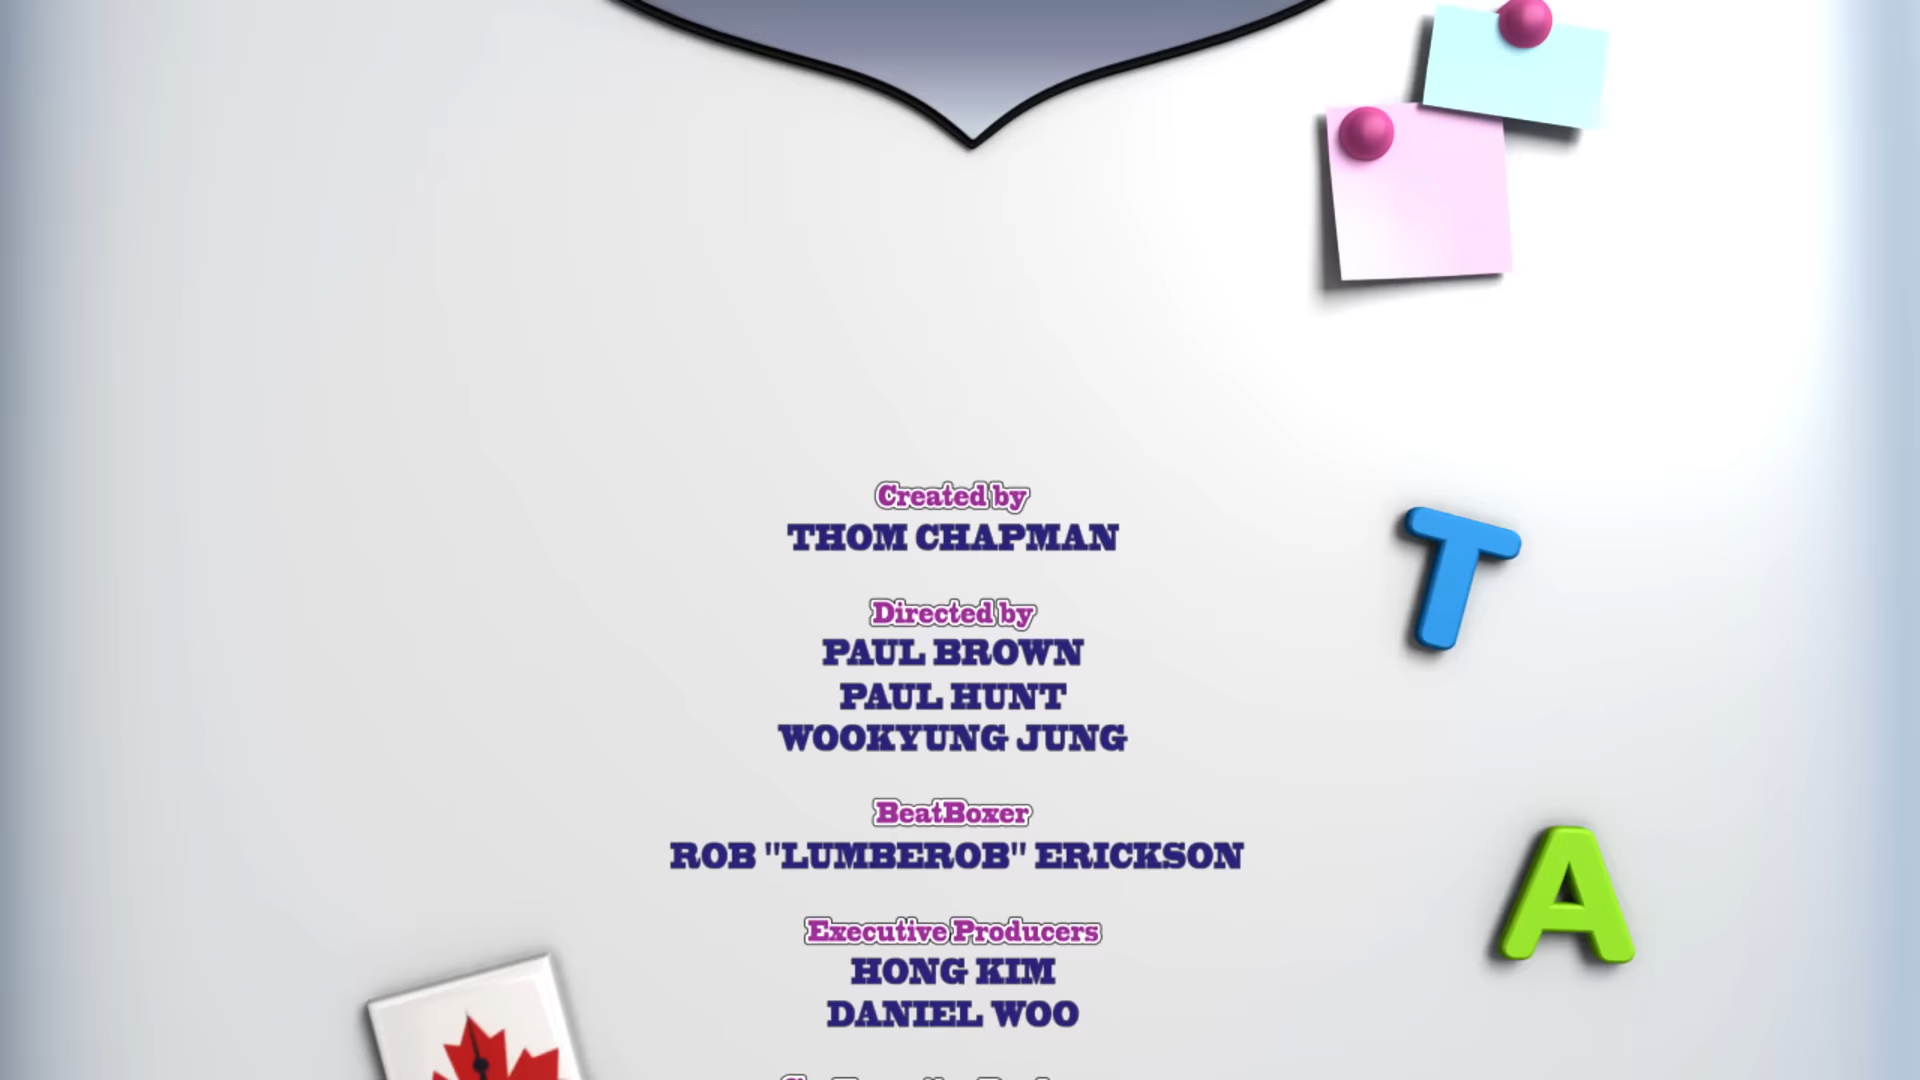 Created by
THOM CHAPMAN
T
Directed by
PAUL BROWN
PAUL HUNT
WOOKYUNG JUNG
BeatBoxer
ROB "LUMBEROB" ERICKSON
A
Executive Producers
HONG KIM
DANIEL WOO